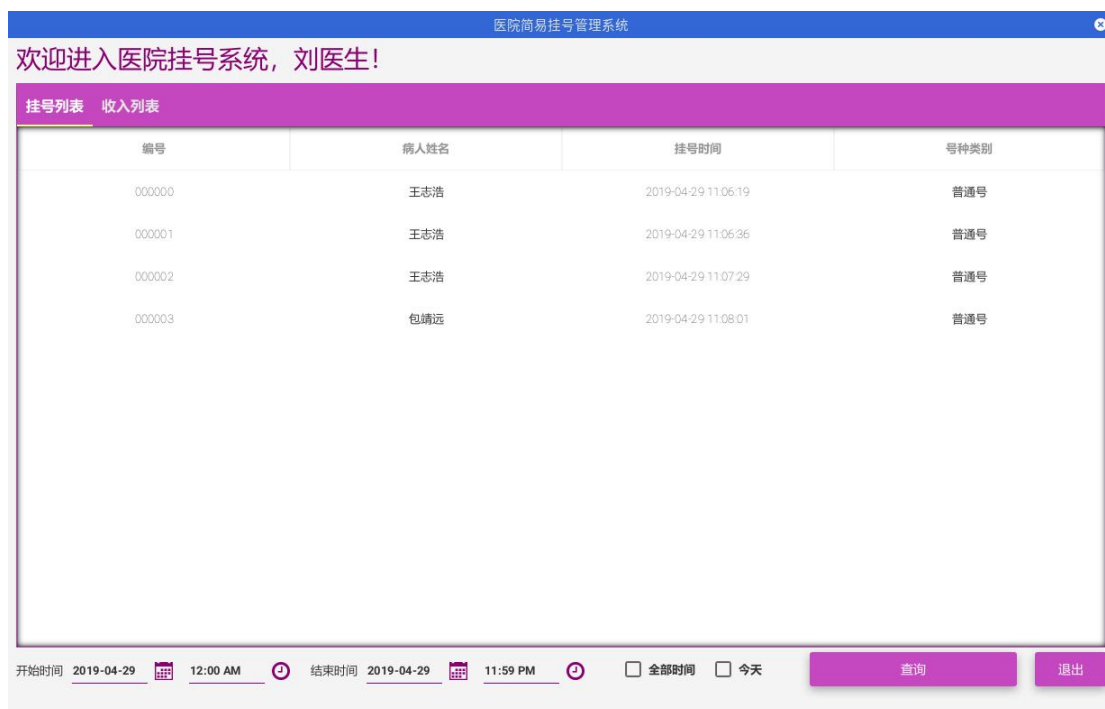 医院简易挂号管理系统
欢迎进入医院挂号系统，刘医生！
挂号列表 收入列表
编号 病人姓名 挂号时间 号种类别
000000 王志浩 2019-04-29 11:06:19 普通号
000001 王志浩 2019-04-29 11:06:36 普通号
000002 王志浩 2019-04-29 11:07:29 普通号
000003 包靖远 2019-04-29 11:08:01 普通号
开始时间 2019-04-29 12:00 AM 结束时间 2019-04-29 11:59 PM 全部时间 今天 查询 退出